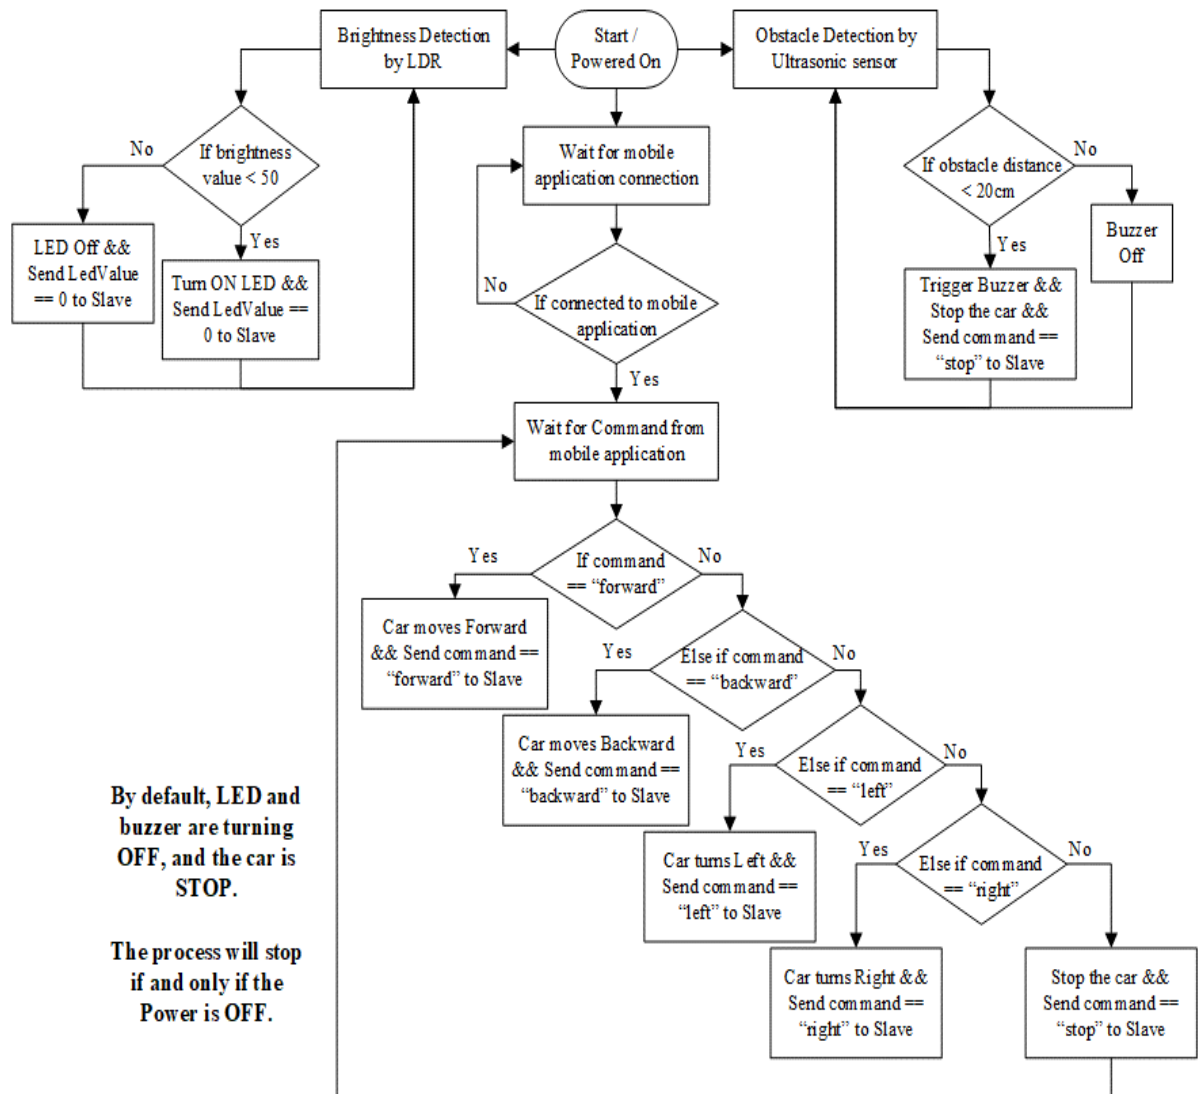 Brightness Detection
by LDR
Start /
Powered On
Obstacle Detection by
Ultrasonic sensor
No
If brightness
value < 50
Yes
LED Off &&
Send LedValue
== 0 to Slave
Turn ON LED &&
Send LedValue ==
0 to Slave
Wait for mobile
application connection
No
If connected to mobile
application
Yes
If obstacle distance
< 20cm
No
Yes
Buzzer
Off
Trigger Buzzer &&
Stop the car &&
Send command ==
“stop” to Slave
Wait for Command from
mobile application
Yes
If command
== “forward”
No
Car moves Forward
&& Send command ==
“forward” to Slave
Yes
Else if command
== “backward”
No
Car moves Backward
&& Send command ==
“backward” to Slave
Yes
Else if command
== “left”
No
Car turns Left &&
Send command ==
“left” to Slave
Yes
Else if command
== “right”
No
Car turns Right &&
Send command ==
“right” to Slave
Stop the car &&
Send command ==
“stop” to Slave
By default, LED and
buzzer are turning
OFF, and the car is
STOP.
The process will stop
if and only if the
Power is OFF.